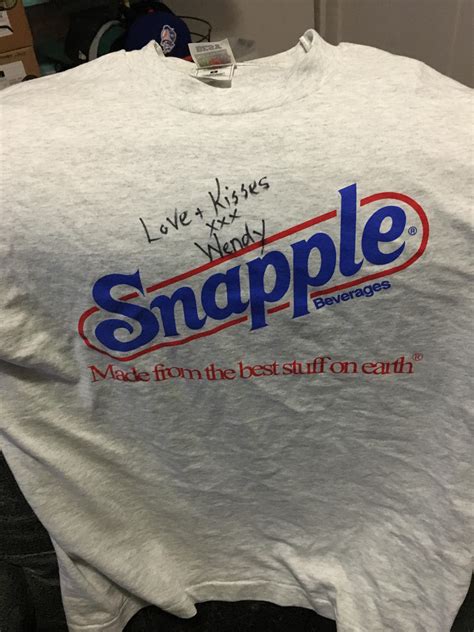 Love + Kisses
xxx
Wendy
Snapple®
Beverages
Made from the best stuff on earth®